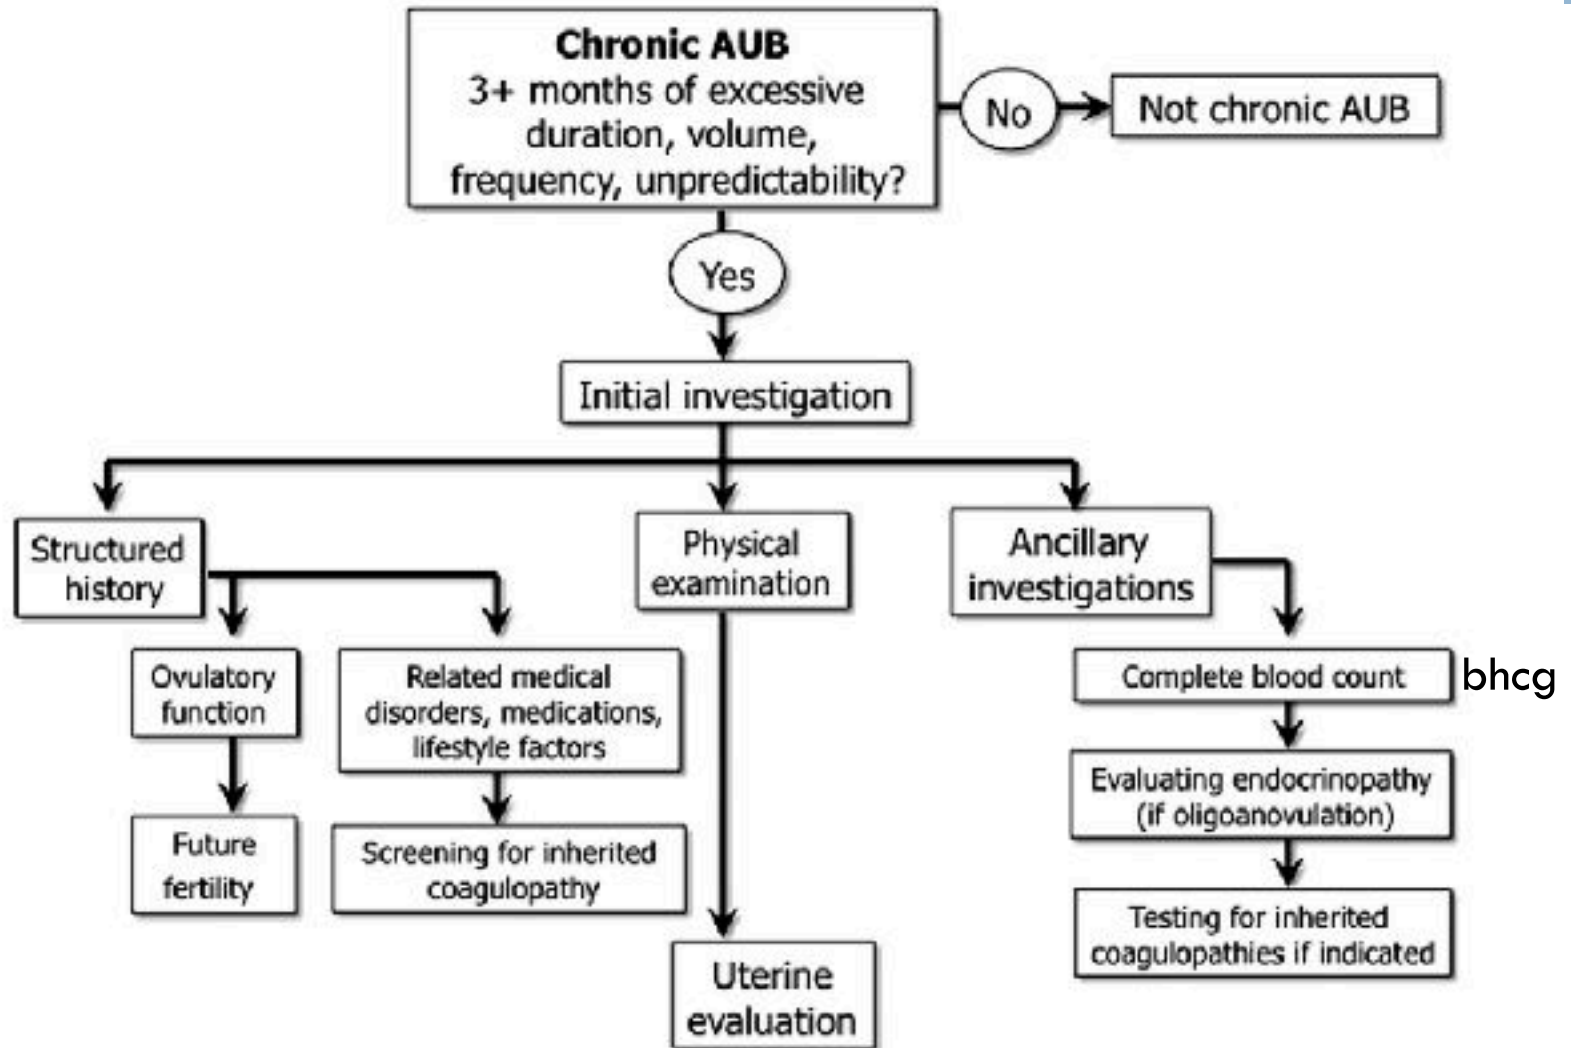 Chronic AUB
3+ months of excessive
duration, volume,
frequency, unpredictability?
No
Not chronic AUB
Yes
Initial investigation
Structured
history
Physical
examination
Ancillary
investigations
Ovulatory
function
Related medical
disorders, medications,
lifestyle factors
Complete blood count
bhcg
Evaluating endocrinopathy
(if oligoanovulation)
Future
fertility
Screening for inherited
coagulopathy
Testing for inherited
coagulopathies if indicated
Uterine
evaluation